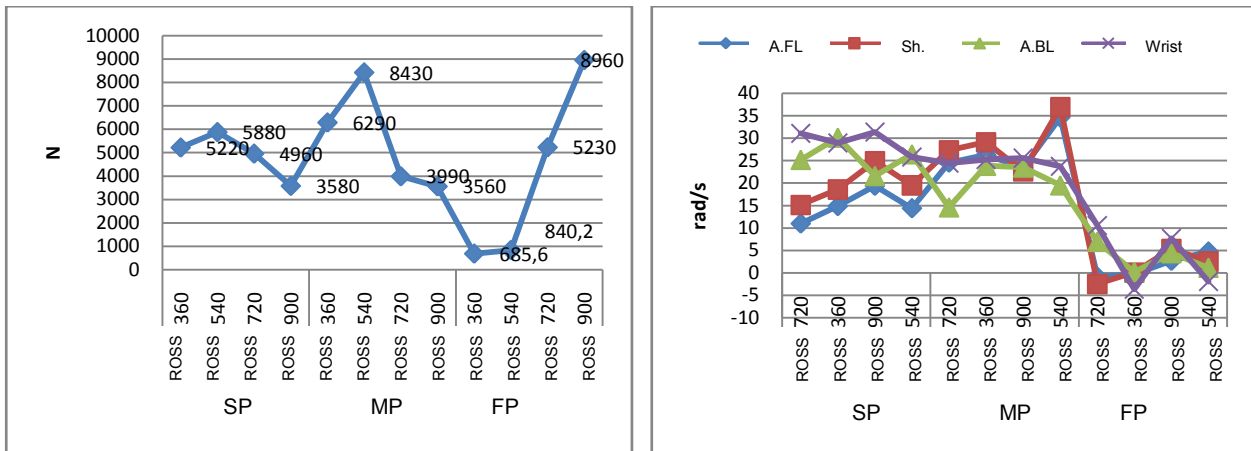 10000
9000
8000
7000
6000
5000
4000
3000
2000
1000
0
N
5220
5880
4960
3580
6290
8430
3990
3560
685,6
840,2
5230
8960
ROSS 360
ROSS 540
ROSS 720
ROSS 900
ROSS 360
ROSS 540
ROSS 720
ROSS 900
ROSS 360
ROSS 540
ROSS 720
ROSS 900
SP MP FP
A.FL Sh. A.BL Wrist
40
35
30
25
20
15
10
5
0
-5
-10
rad/s
ROSS 720
ROSS 360
ROSS 900
ROSS 540
ROSS 720
ROSS 360
ROSS 900
ROSS 540
ROSS 720
ROSS 360
ROSS 900
ROSS 540
SP MP FP